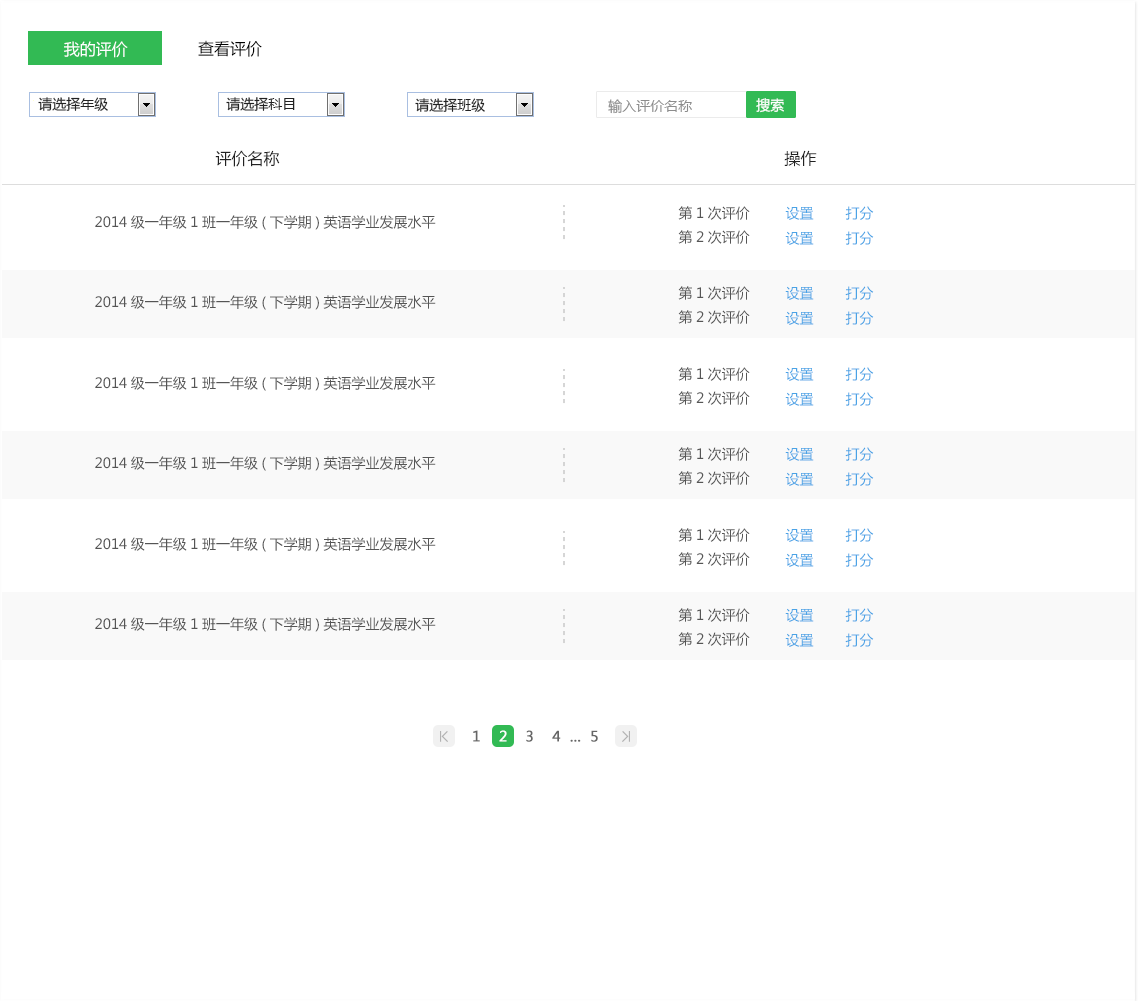 我的评价 查看评价
请选择年级 请选择科目 请选择班级 输入评价名称 搜索
评价名称 操作
2014 级一年级 1 班一年级 ( 下学期 ) 英语学业发展水平
第 1 次评价 设置 打分
第 2 次评价 设置 打分
2014 级一年级 1 班一年级 ( 下学期 ) 英语学业发展水平
第 1 次评价 设置 打分
第 2 次评价 设置 打分
2014 级一年级 1 班一年级 ( 下学期 ) 英语学业发展水平
第 1 次评价 设置 打分
第 2 次评价 设置 打分
2014 级一年级 1 班一年级 ( 下学期 ) 英语学业发展水平
第 1 次评价 设置 打分
第 2 次评价 设置 打分
2014 级一年级 1 班一年级 ( 下学期 ) 英语学业发展水平
第 1 次评价 设置 打分
第 2 次评价 设置 打分
2014 级一年级 1 班一年级 ( 下学期 ) 英语学业发展水平
第 1 次评价 设置 打分
第 2 次评价 设置 打分
1 2 3 4 ... 5